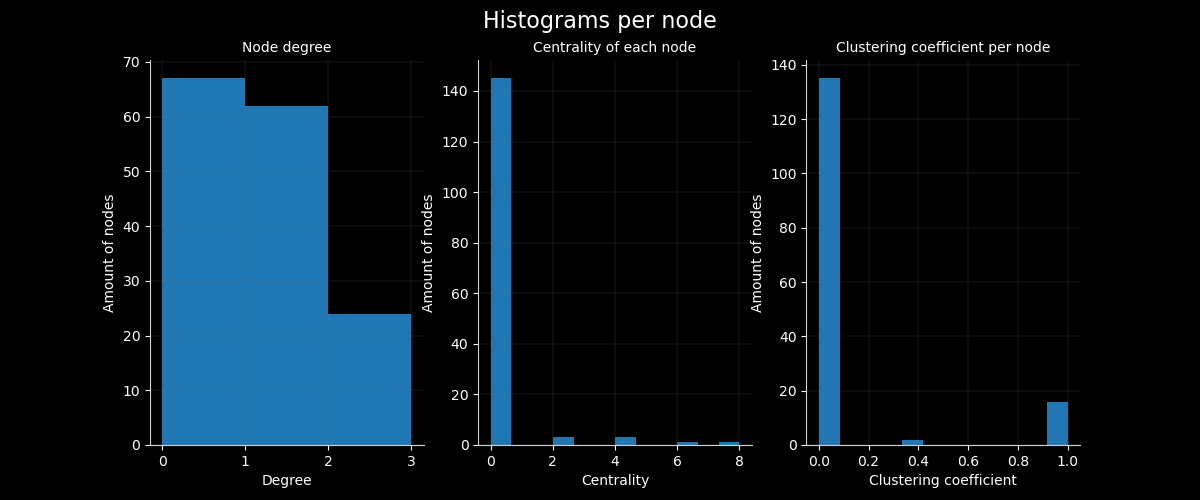 Histograms per node
Node degree
Amount of nodes
70
60
50
40
30
20
10
0
0 1 2 3
Degree
Centrality of each node
Amount of nodes
140
120
100
80
60
40
20
0
0 2 4 6 8
Centrality
Clustering coefficient per node
Amount of nodes
140
120
100
80
60
40
20
0
0.0 0.2 0.4 0.6 0.8 1.0
Clustering coefficient